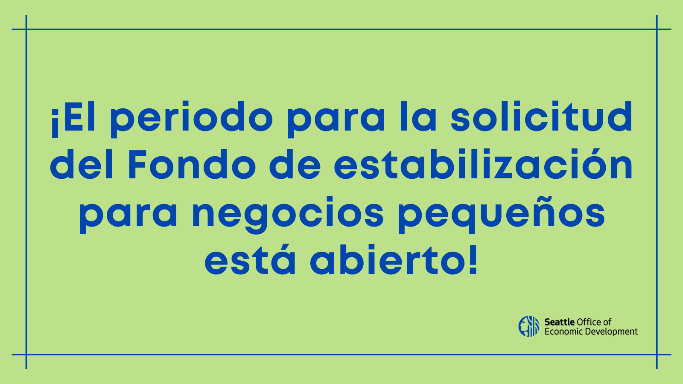 ¡El periodo para la solicitud
del Fondo de estabilización
para negocios pequeños
está abierto!
Seattle Office of
Economic Development